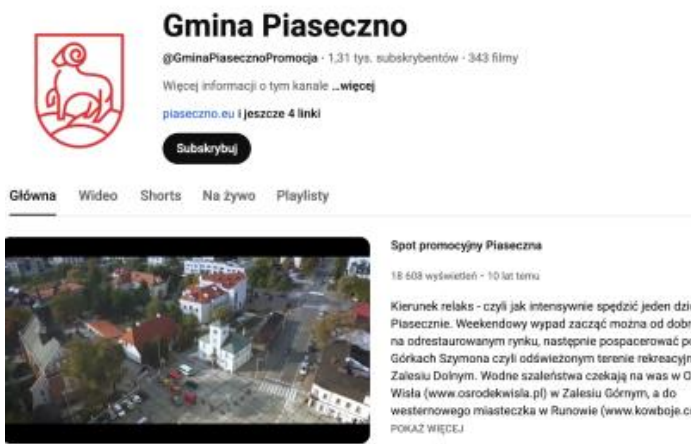 Gmina Piaseczno
@GminaPiasecznoPromocja · 1,31 tys. subskrybentów · 343 filmy
Więcej informacji o tym kanale ...więcej
piaseczno.eu i jeszcze 4 linki
Subskrybuj
Główna Wideo Shorts Na żywo Playlisty
Spot promocyjny Piaseczna
18 608 wyświetleń · 10 lat temu
Kierunek relaks - czyli jak intensywnie spędzić jeden dzi
Piasecznie. Weekendowy wypad zacząć można od dobr
na odrestaurowanym rynku, następnie pospacerować p
Górkach Szymona czyli odświeżonym terenie rekreacyjn
Zalesiu Dolnym. Wodne szaleństwa czekają na was w O
Wisła (www.osrodekwisla.pl) w Zalesiu Górnym, a do
westernowego miasteczka w Runowie (www.kowboje.c
POKAŻ WIĘCEJ